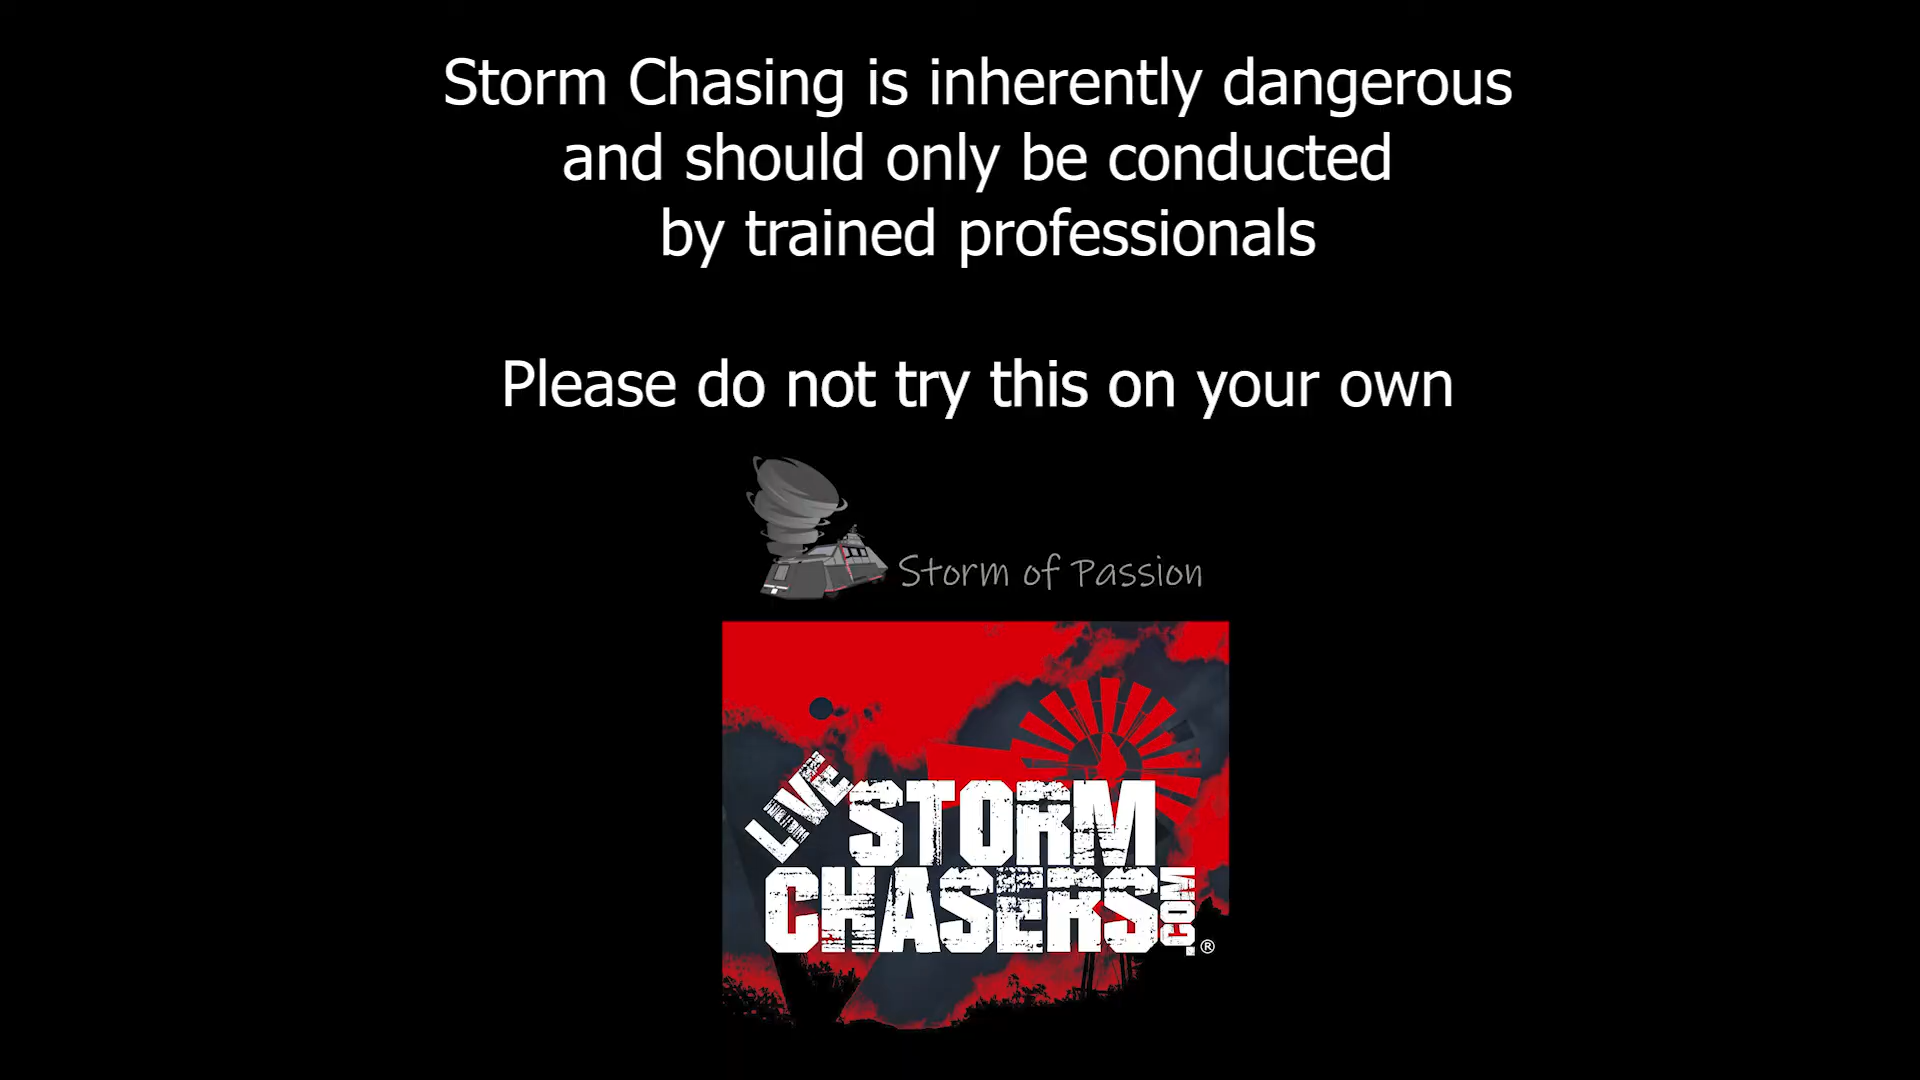 Storm Chasing is inherently dangerous
and should only be conducted
by trained professionals
Please do not try this on your own
Storm of Passion
LIVE STORM
CHASERS.COM®